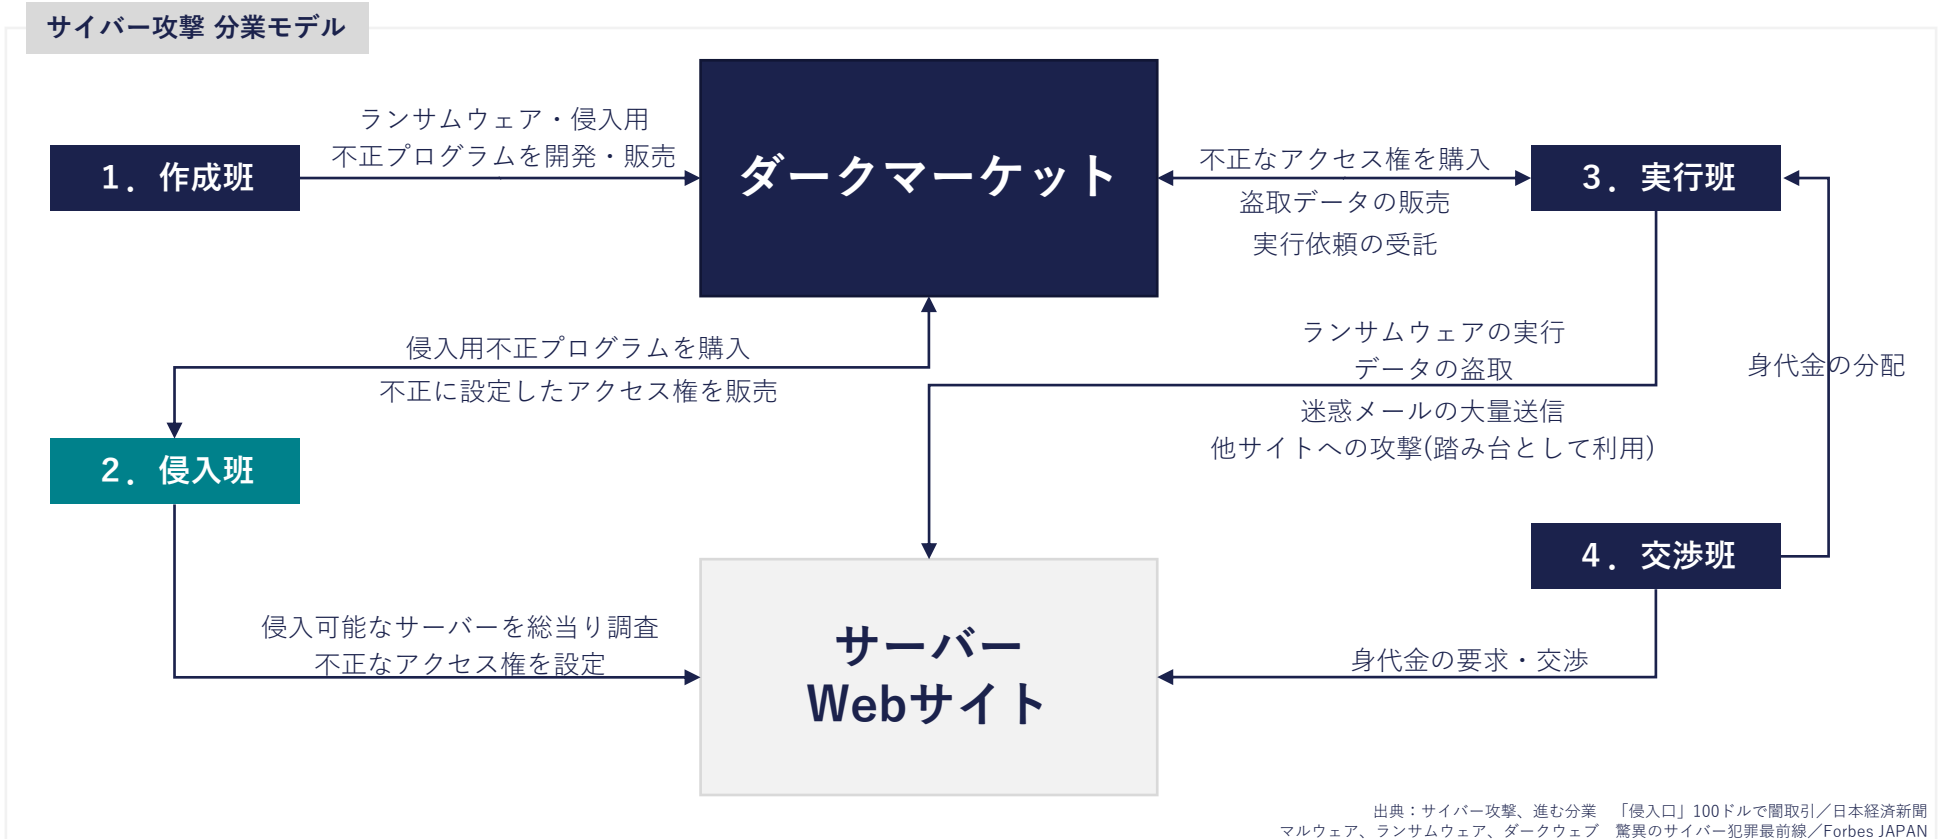 サイバー攻撃 分業モデル
ランサムウェア・侵入用
不正プログラムを開発・販売
１．作成班
ダークマーケット
不正なアクセス権を購入
盗取データの販売
実行依頼の受託
３．実行班
侵入用不正プログラムを購入
不正に設定したアクセス権を販売
ランサムウェアの実行
データの盗取
迷惑メールの大量送信
他サイトへの攻撃(踏み台として利用)
身代金の分配
２．侵入班
４．交渉班
侵入可能なサーバーを総当り調査
不正なアクセス権を設定
サーバー
Webサイト
身代金の要求・交渉
出典：サイバー攻撃、進む分業　「侵入口」100ドルで闇取引／日本経済新聞
マルウェア、ランサムウェア、ダークウェブ　驚異のサイバー犯罪最前線／Forbes JAPAN